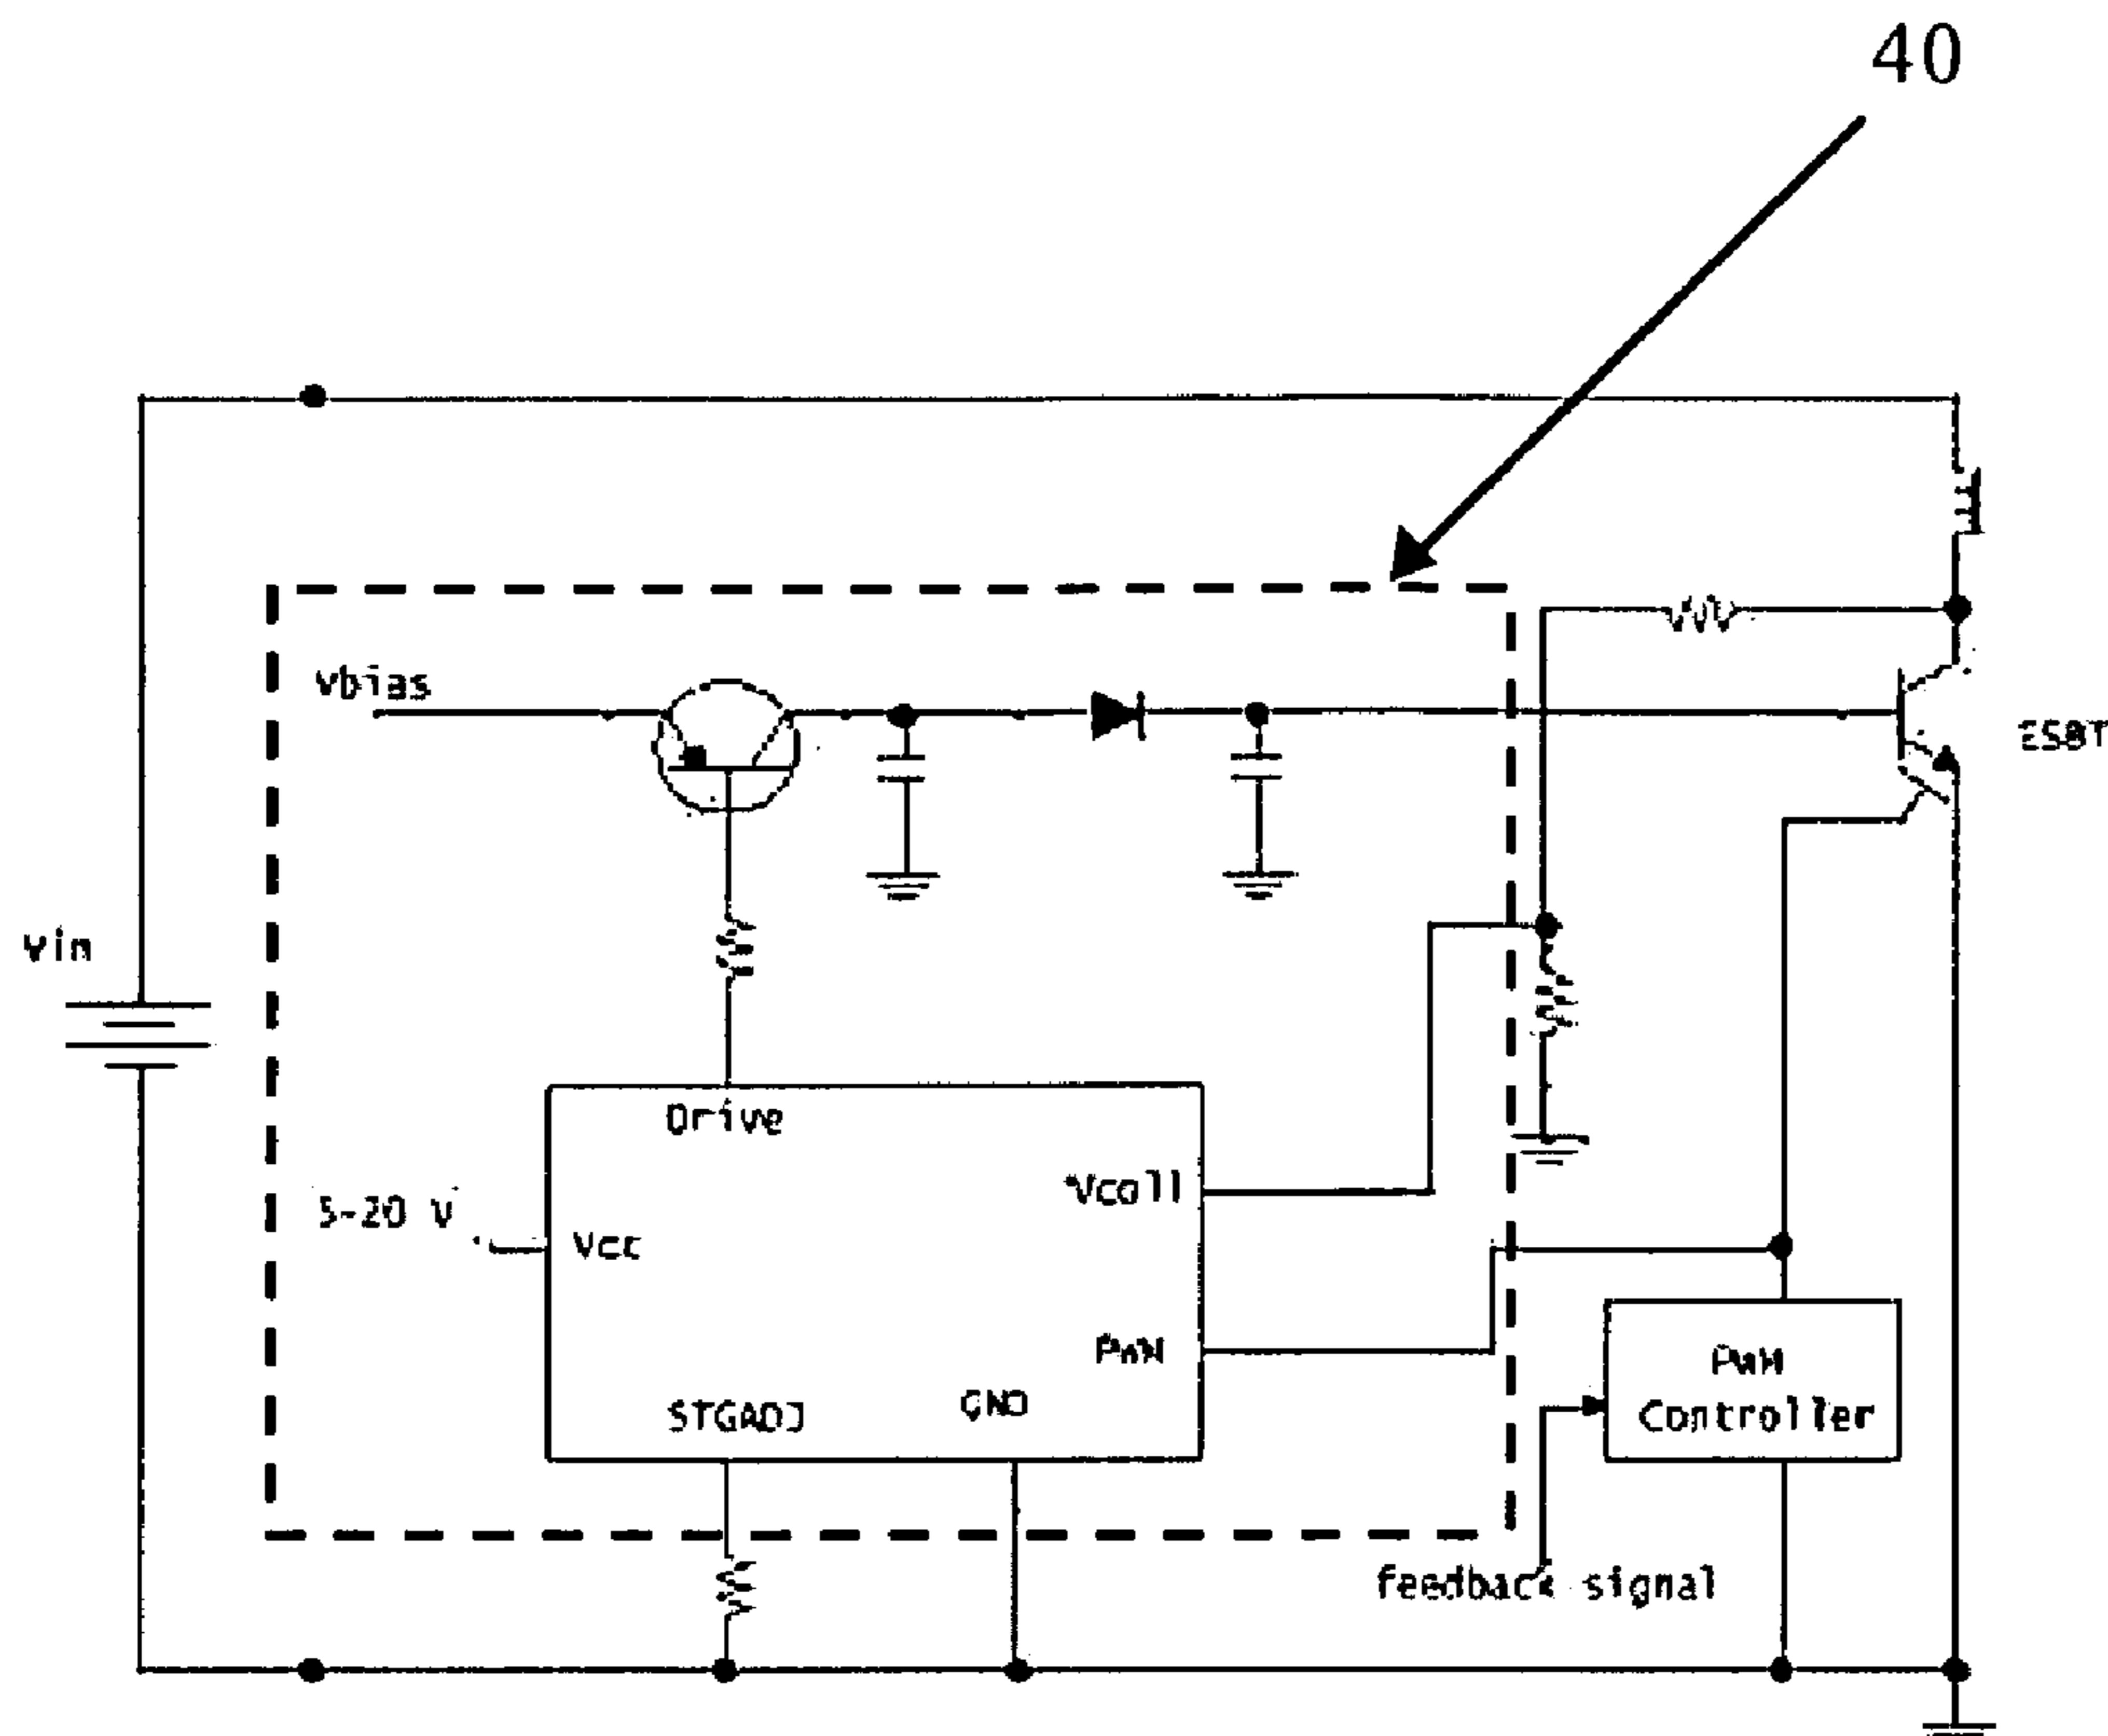 40
Vbias
ESBT
Vin
Drive
Vcoll
5-20 V
Vcc
PWM
PWM
Controller
STGADJ
GND
feedback signal